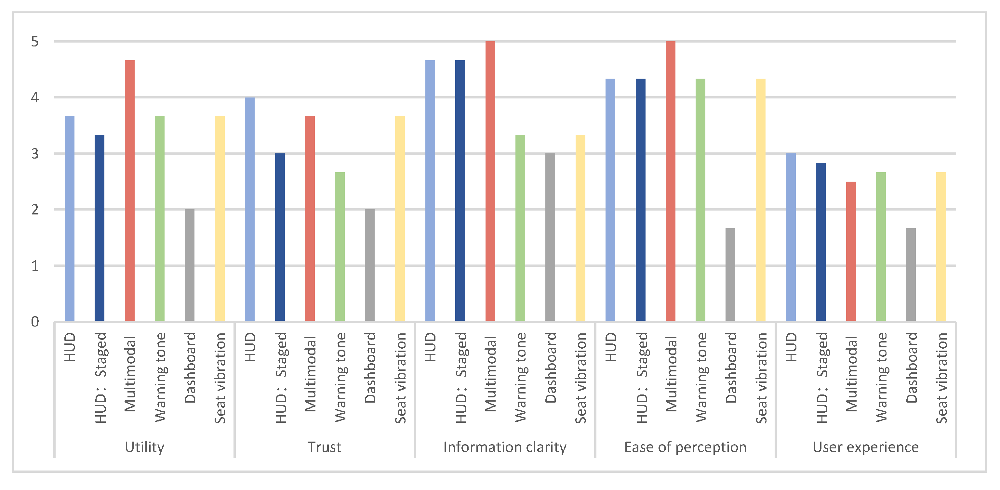 5
4
3
2
1
0
HUD
HUD : Staged
Multimodal
Warning tone
Dashboard
Seat vibration
HUD
HUD : Staged
Multimodal
Warning tone
Dashboard
Seat vibration
HUD
HUD : Staged
Multimodal
Warning tone
Dashboard
Seat vibration
HUD
HUD : Staged
Multimodal
Warning tone
Dashboard
Seat vibration
HUD
HUD : Staged
Multimodal
Warning tone
Dashboard
Seat vibration
Utility
Trust
Information clarity
Ease of perception
User experience